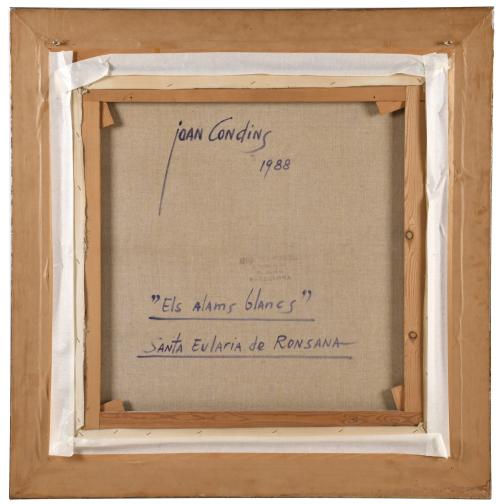 Joan Condins
1988
"Els alams blancs"
Santa Eularia de Ronsana